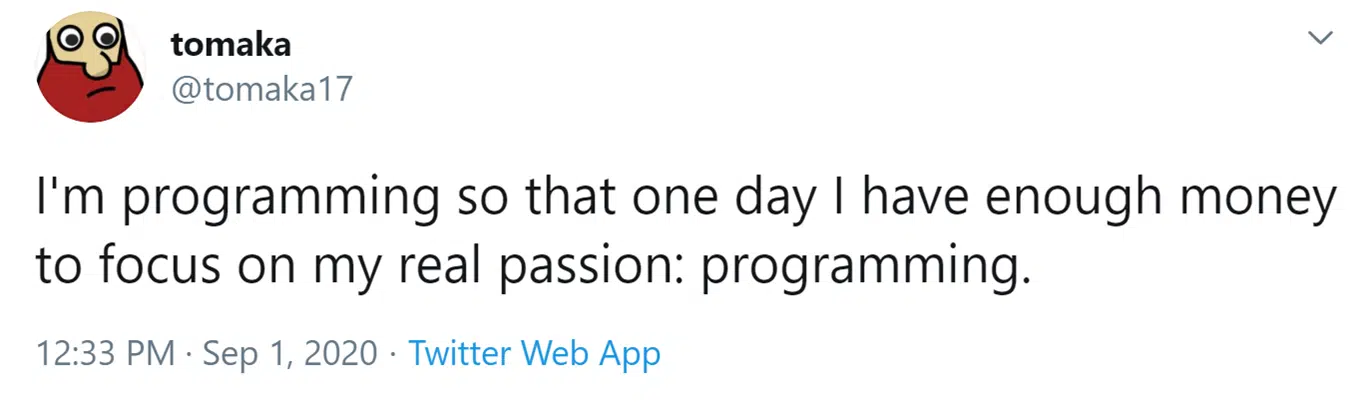 tomaka
@tomaka17
I'm programming so that one day I have enough money
to focus on my real passion: programming.
12:33 PM · Sep 1, 2020 · Twitter Web App